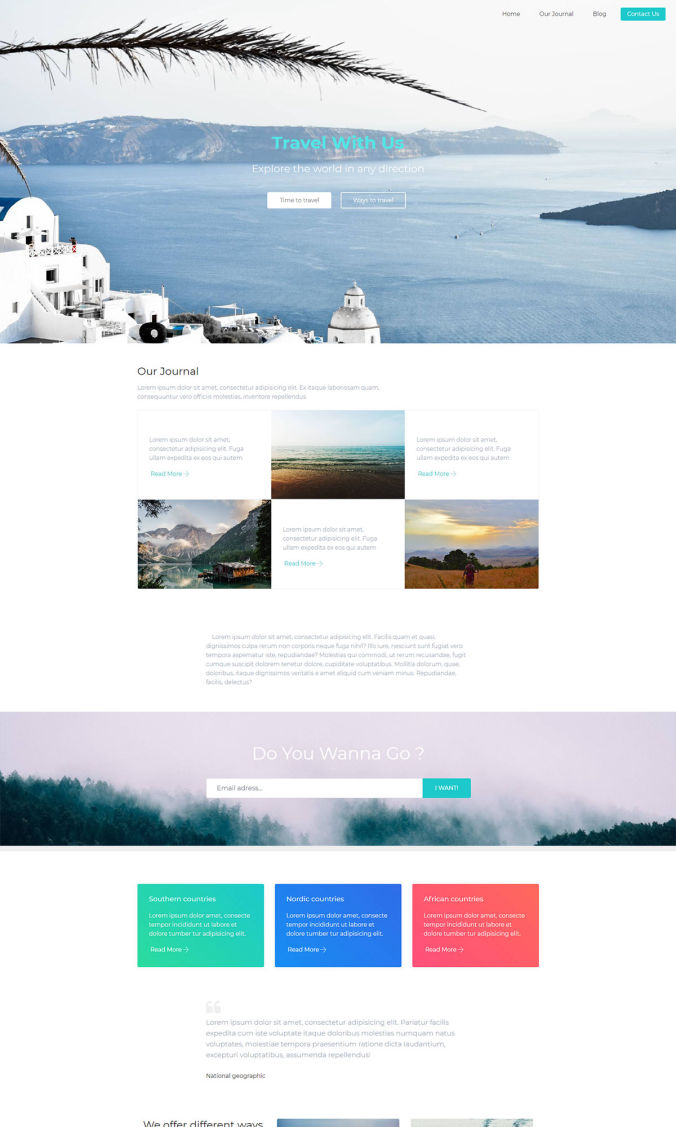 Home Our Journal Blog Contact Us
Travel With Us
Explore the world in any direction
Time to travel Ways to travel
Our Journal
Lorem ipsum dolor sit amet, consectetur adipisicing elit. Ex itaque laboriosam quam,
consequuntur vero officiis molestias, inventore repellendus
Lorem ipsum dolor sit amet,
consectetur adipisicing elit. Fuga
ullam expedita ex eos qui autem
Read More
Lorem ipsum dolor sit amet,
consectetur adipisicing elit. Fuga
ullam expedita ex eos qui autem
Read More
Lorem ipsum dolor sit amet,
consectetur adipisicing elit. Fuga
ullam expedita ex eos qui autem
Read More
Lorem ipsum dolor sit amet, consectetur adipisicing elit. Facilis quam et quasi,
dignissimos culpa rerum non corporis neque fuga nihil? Illo iure, nesciunt sunt fugiat vero
tempora aspernatur iste, repudiandae? Molestias qui commodi, ut rerum recusandae, fugit
cumque suscipit dolorem tenetur dolore, cupiditate voluptatibus. Mollitia dolorum, quae,
doloribus, itaque dignissimos veritatis e amet eius aliquid cum veniam minus. Repudiandae,
facilis, delectus?
Do You Wanna Go ?
Email adress... I WANT!
Southern countries
Lorem ipsum dolor amet, consecte
tempor incididunt ut labore et
dolore tumber tur adipisicing elit.
Read More
Nordic countries
Lorem ipsum dolor amet, consecte
tempor incididunt ut labore et
dolore tumber tur adipisicing elit.
Read More
African countries
Lorem ipsum dolor amet, consecte
tempor incididunt ut labore et
dolore tumber tur adipisicing elit.
Read More
Lorem ipsum dolor sit amet, consectetur adipisicing elit. Pariatur facilis
expedita cum iste voluptate itaque doloribus molestias numquam natus
voluptates, molestiae tempora praesentium ratione dicta laudantium,
excepturi voluptatibus, assumenda repellendus!
National geographic
We offer different ways